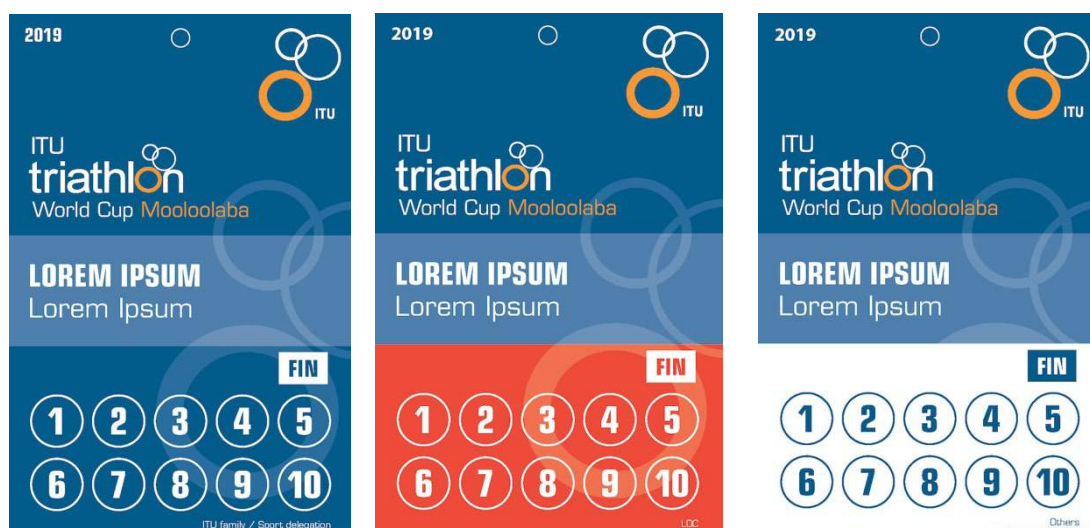 2019
ITU
ITU
triathlon
World Cup Mooloolaba
LOREM IPSUM
Lorem Ipsum
FIN
1 2 3 4 5
6 7 8 9 10
ITU family / Sport delegation
2019
ITU
ITU
triathlon
World Cup Mooloolaba
LOREM IPSUM
Lorem Ipsum
FIN
1 2 3 4 5
6 7 8 9 10
LOC
2019
ITU
ITU
triathlon
World Cup Mooloolaba
LOREM IPSUM
Lorem Ipsum
FIN
1 2 3 4 5
6 7 8 9 10
Others